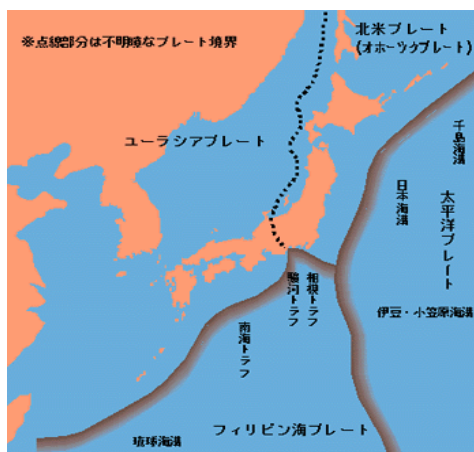 ※点線部分は不明瞭なプレート境界
北米プレート
(オホーツクプレート)
ユーラシアプレート
千島海溝
日本海溝
太平洋プレート
相模トラフ
駿河トラフ
伊豆・小笠原海溝
南海トラフ
フィリピン海プレート
琉球海溝